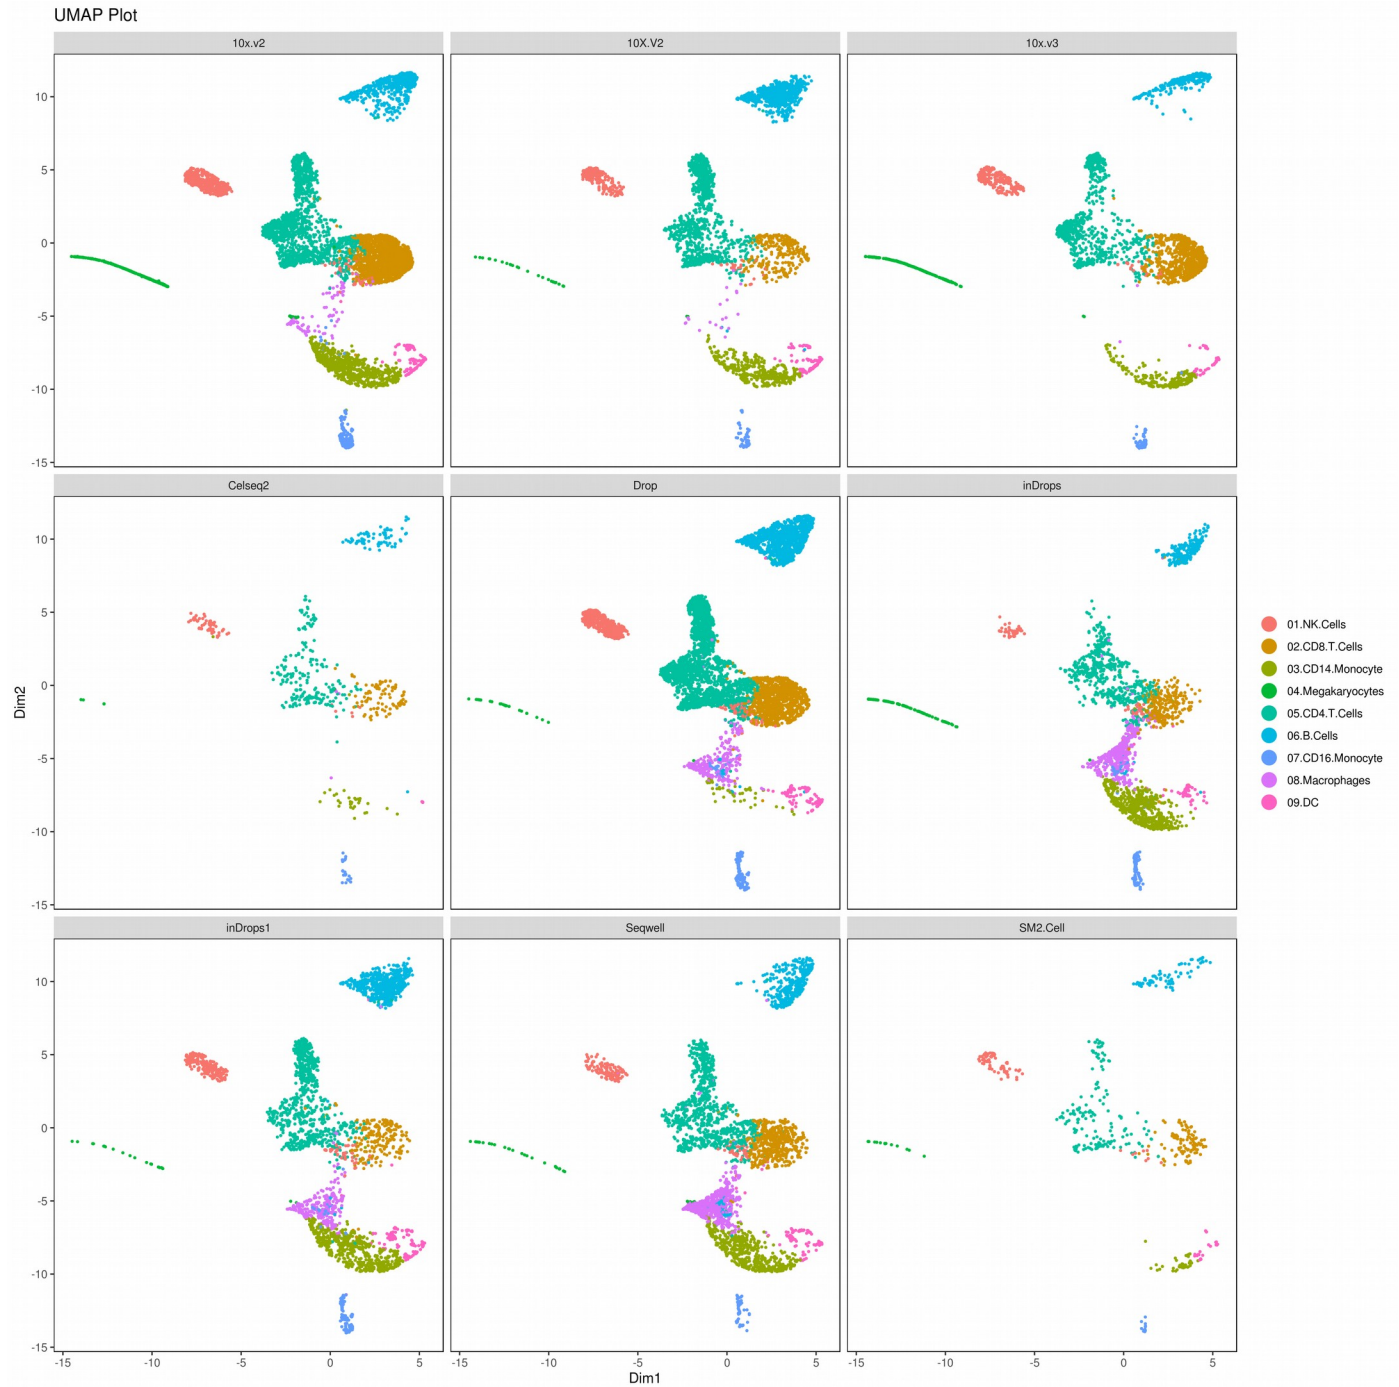 UMAP Plot
10x.v2
10X.V2
10x.v3
10
5
0
-5
-10
-15
Celseq2
Drop
inDrops
10
5
0
-5
-10
-15
Dim2
01.NK.Cells
02.CD8.T.Cells
03.CD14.Monocyte
04.Megakaryocytes
05.CD4.T.Cells
06.B.Cells
07.CD16.Monocyte
08.Macrophages
09.DC
inDrops1
Seqwell
SM2.Cell
10
5
0
-5
-10
-15
-15 -10 -5 0 5
-15 -10 -5 0 5
-15 -10 -5 0 5
Dim1